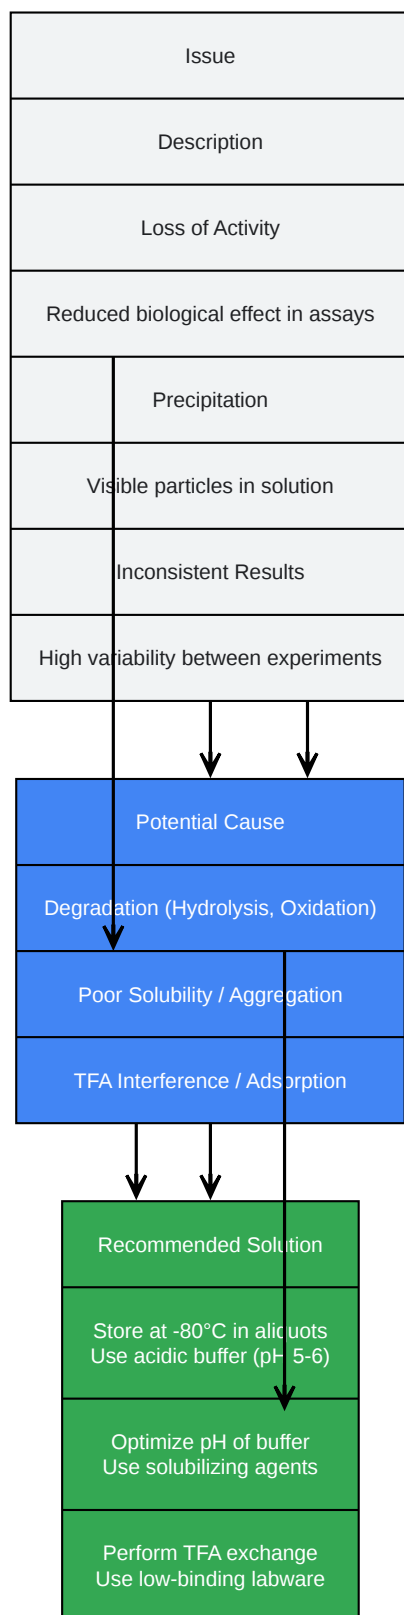 Issue
Description
Loss of Activity
Reduced biological effect in assays
Precipitation
Visible particles in solution
Inconsistent Results
High variability between experiments
Potential Cause
Degradation (Hydrolysis, Oxidation)
Poor Solubility / Aggregation
TFA Interference / Adsorption
Recommended Solution
Store at -80°C in aliquots
Use acidic buffer (pH 5-6)
Optimize pH of buffer
Use solubilizing agents
Perform TFA exchange
Use low-binding labware